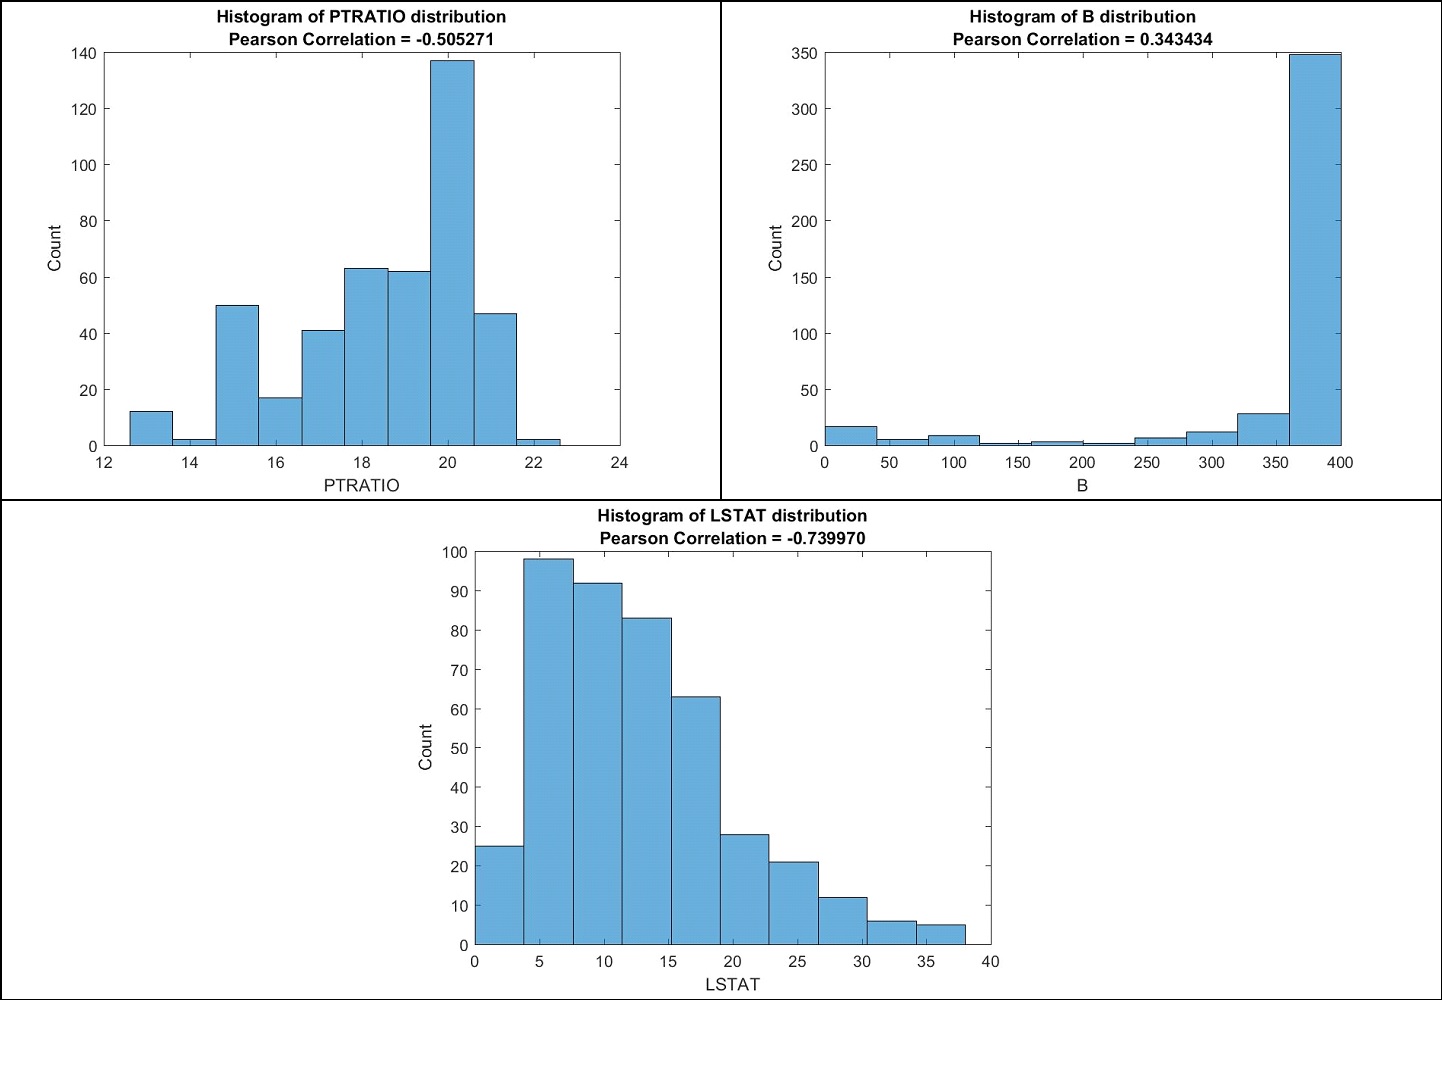 Histogram of PTRATIO distribution
Pearson Correlation = -0.505271
140
120
100
80
60
40
20
0
Count
12 14 16 18 20 22 24
PTRATIO
Histogram of B distribution
Pearson Correlation = 0.343434
350
300
250
200
150
100
50
0
Count
0 50 100 150 200 250 300 350 400
B
Histogram of LSTAT distribution
Pearson Correlation = -0.739970
100
90
80
70
60
50
40
30
20
10
0
Count
0 5 10 15 20 25 30 35 40
LSTAT